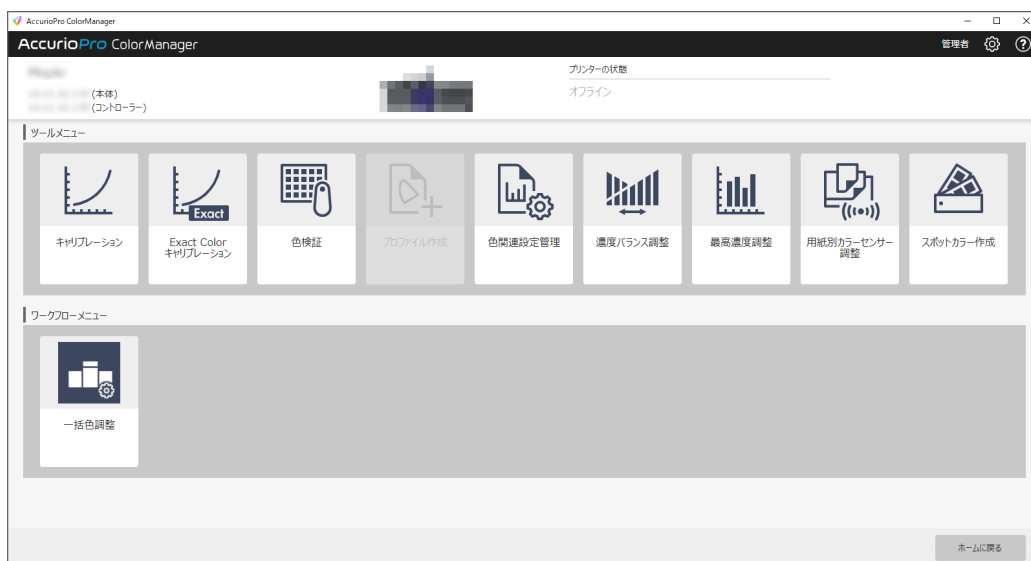 AccurioPro ColorManager
AccurioPro ColorManager
管理者
プリンターの状態
オフライン
(本体)
(コントローラー)
ツールメニュー
キャリブレーション
Exact
Exact Color
キャリブレーション
色検証
プロファイル作成
色関連設定管理
濃度バランス調整
最高濃度調整
用紙別カラーセンサー
調整
スポットカラー作成
ワークフローメニュー
一括色調整
ホームに戻る